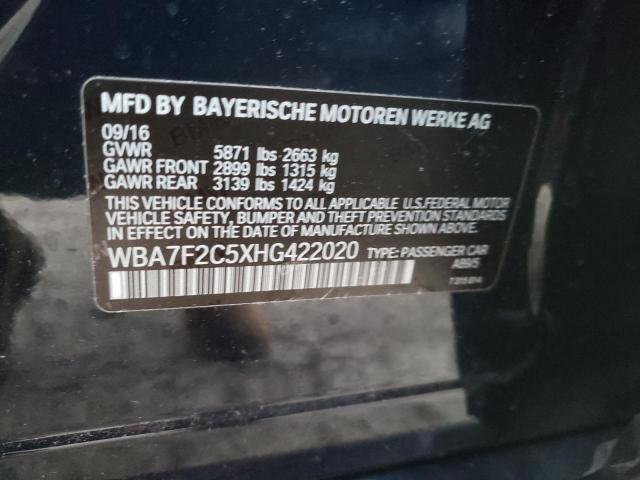 MFD BY BAYERISCHE MOTOREN WERKE AG
09/16
GVWR 5871 lbs 2663 kg
GAWR FRONT 2899 lbs 1315 kg
GAWR REAR 3139 lbs 1424 kg
THIS VEHICLE CONFORMS TO ALL APPLICABLE U.S. FEDERAL MOTOR
VEHICLE SAFETY, BUMPER AND THEFT PREVENTION STANDARDS
IN EFFECT ON THE DATE OF MANUFACTURE SHOWN ABOVE.
WBA7F2C5XHG422020 TYPE: PASSENGER CAR